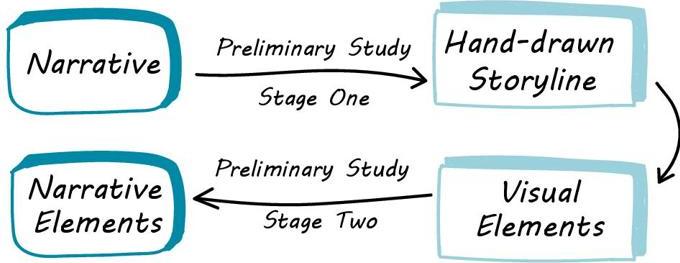 Narrative
Preliminary Study
Stage One
Hand-drawn
Storyline
Narrative
Elements
Preliminary Study
Stage Two
Visual
Elements